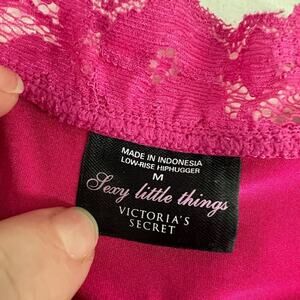 MADE IN INDONESIA
LOW-RISE HIPHUGGER
M
Sexy little things
VICTORIA'S
SECRET